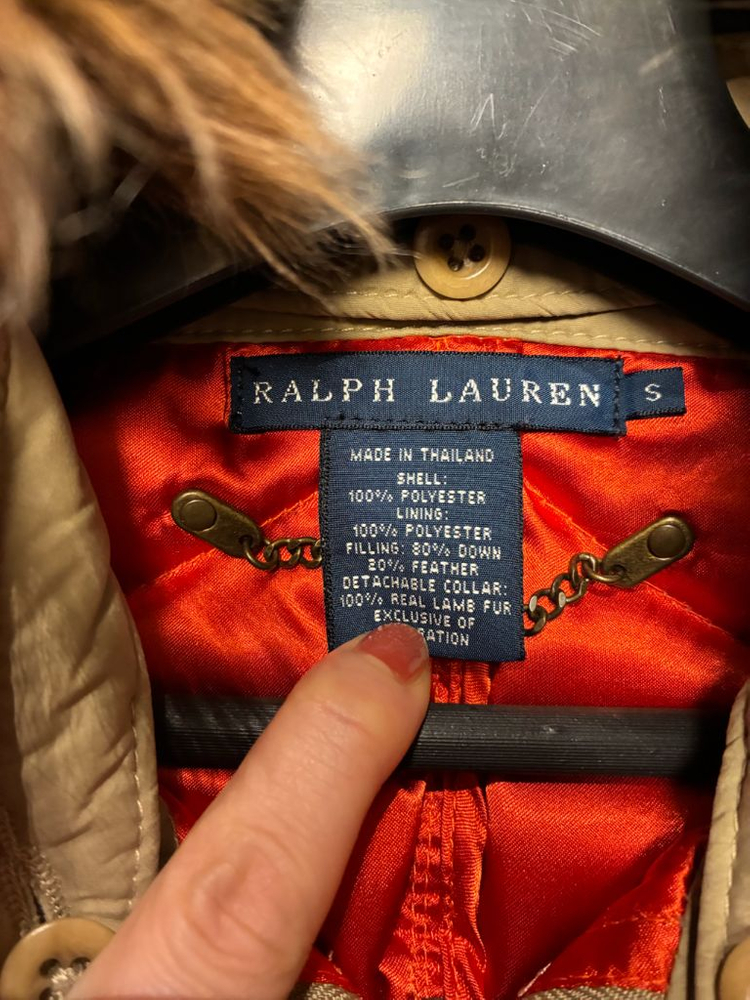 RALPH LAUREN S
MADE IN THAILAND
SHELL:
100% POLYESTER
LINING:
100% POLYESTER
FILLING: 80% DOWN
20% FEATHER
DETACHABLE COLLAR:
100% REAL LAMB FUR
EXCLUSIVE OF